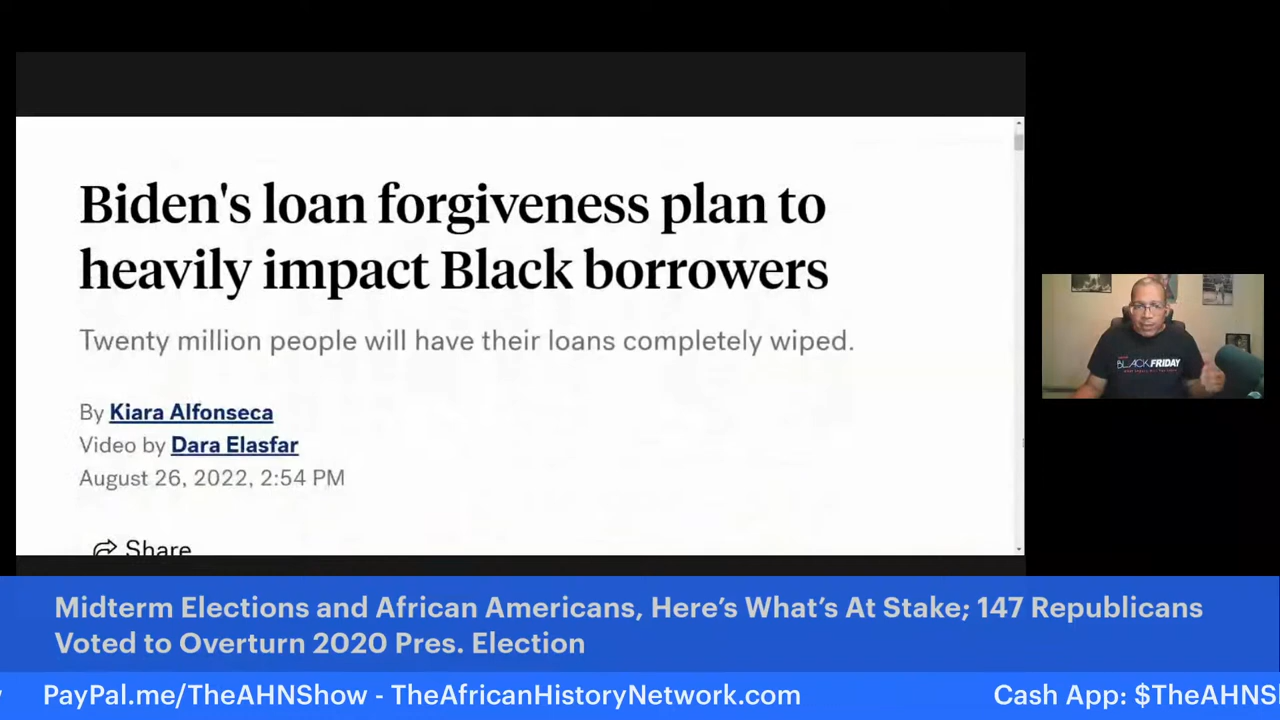 Biden's loan forgiveness plan to
heavily impact Black borrowers
Twenty million people will have their loans completely wiped.
By Kiara Alfonseca
Video by Dara Elasfar
August 26, 2022, 2:54 PM
Share
BLACK FRIDAY
Midterm Elections and African Americans, Here's What's At Stake; 147 Republicans
Voted to Overturn 2020 Pres. Election
PayPal.me/TheAHNShow - TheAfricanHistoryNetwork.com
Cash App: $TheAHNS